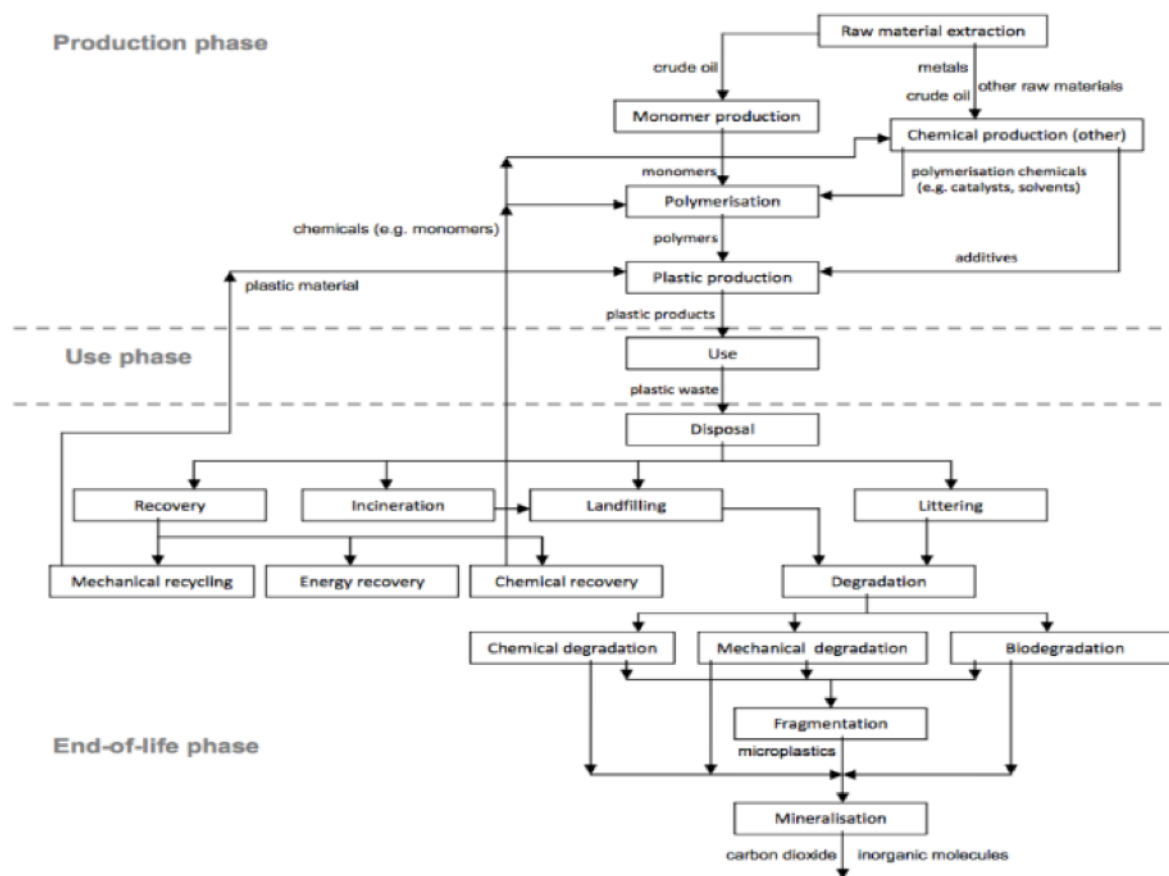 Production phase
Raw material extraction
crude oil
metals
other raw materials
crude oil
Monomer production
Chemical production (other)
monomers
polymerisation chemicals
(e.g. catalysts, solvents)
Polymerisation
chemicals (e.g. monomers)
polymers
additives
Plastic production
plastic material
plastic products
Use phase
Use
plastic waste
Disposal
Recovery
Incineration
Landfilling
Littering
Mechanical recycling
Energy recovery
Chemical recovery
Degradation
Chemical degradation
Mechanical degradation
Biodegradation
Fragmentation
End-of-life phase
microplastics
Mineralisation
carbon dioxide
inorganic molecules